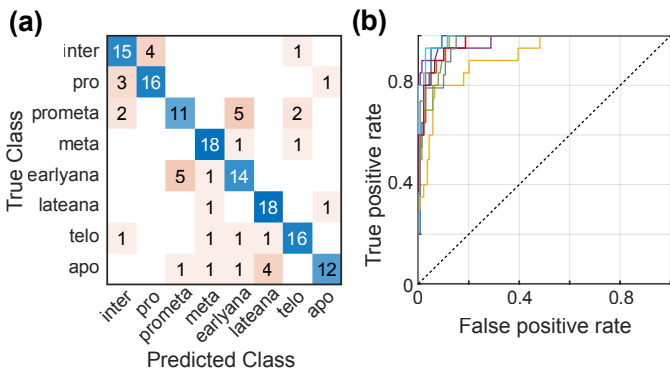 (a)
True Class
inter 15 4 1
pro 3 16 1
prometa 2 11 5 2
meta 18 1 1
earlyana 5 1 14
lateana 1 18 1
telo 1 1 1 1 16
apo 1 1 1 4 12
inter pro prometa meta earlyana lateana telo apo
Predicted Class
(b)
True positive rate
0.8
0.4
0
0 0.4 0.8
False positive rate